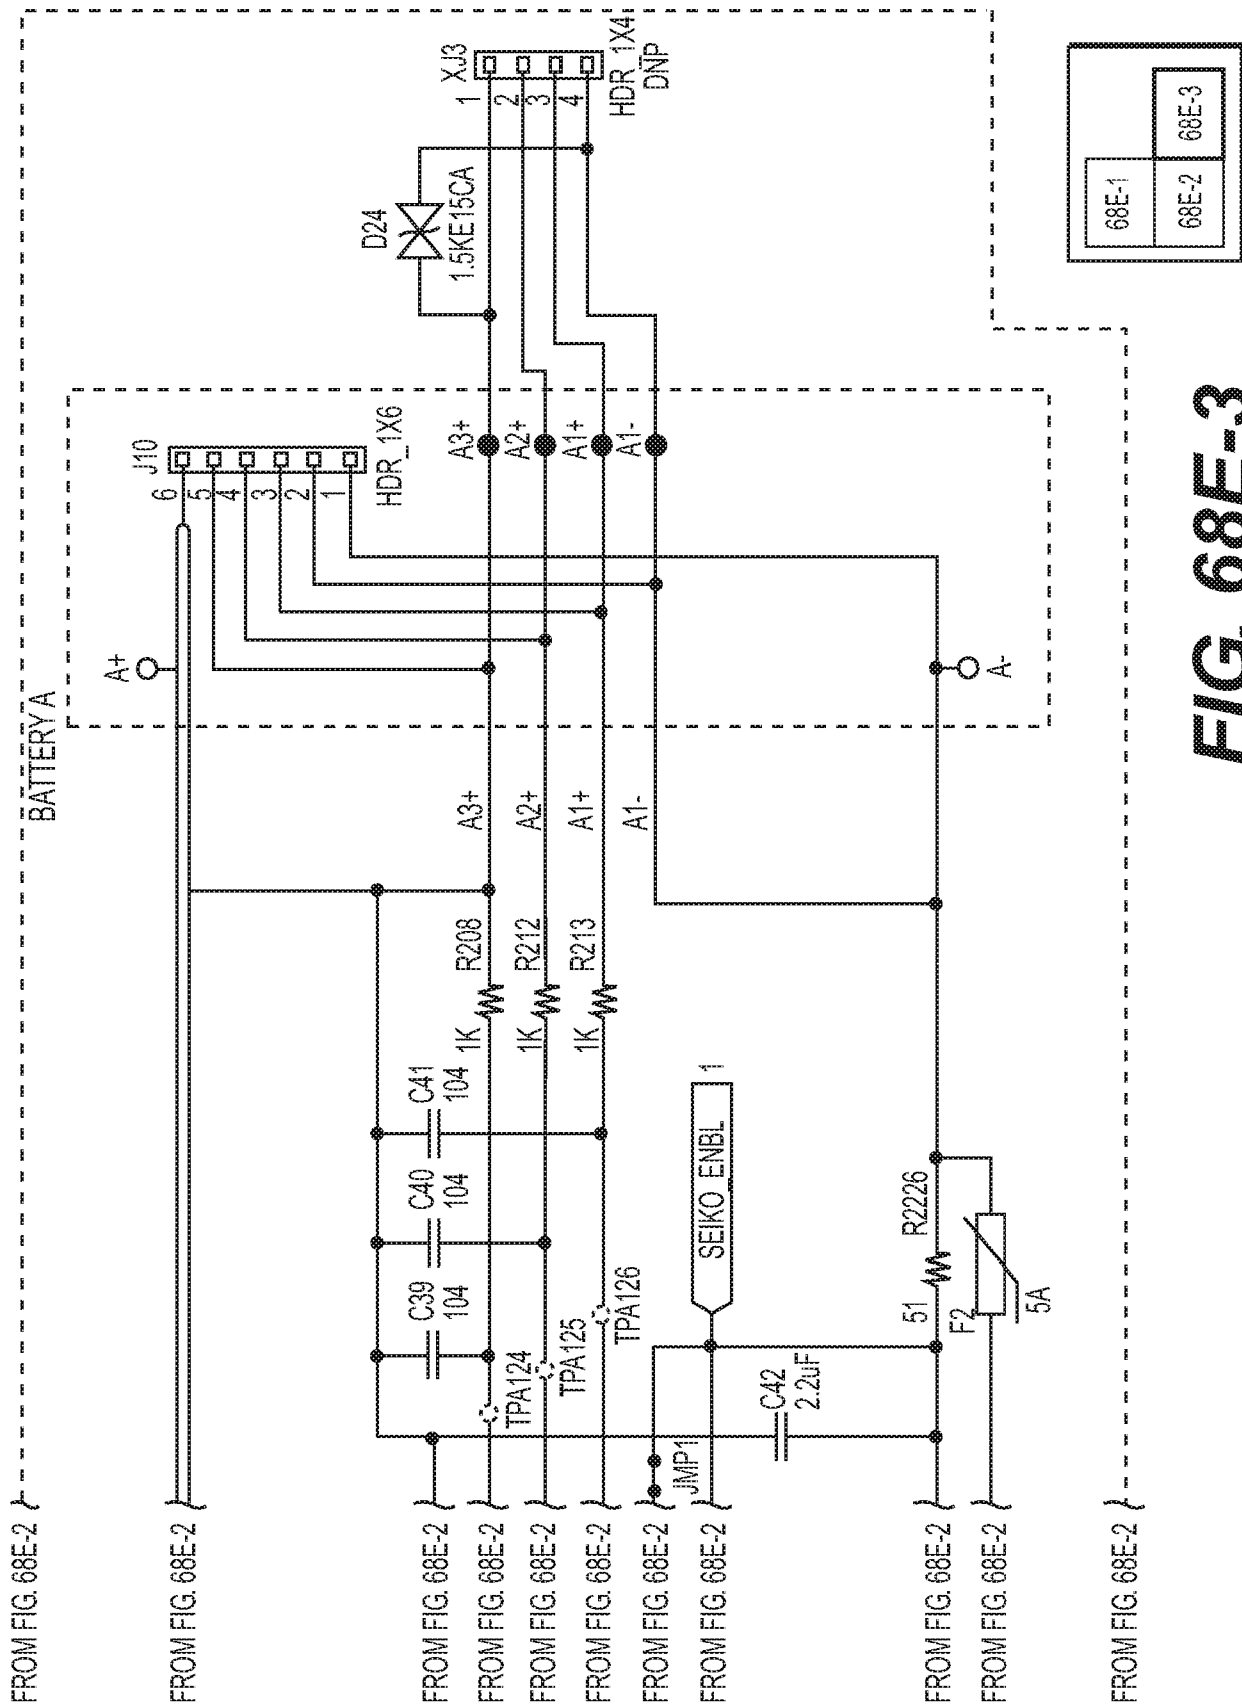 FROM FIG. 68E-2
FROM FIG. 68E-2
FROM FIG. 68E-2
FROM FIG. 68E-2
FROM FIG. 68E-2
FROM FIG. 68E-2
FROM FIG. 68E-2
FROM FIG. 68E-2
FROM FIG. 68E-2
FROM FIG. 68E-2
FROM FIG. 68E-2
BATTERY A
A+
J10
6
5
4
3
2
1
HDR_1X6
D24
1.5KE15CA
XJ3
1
2
3
4
HDR_1X4
DNP
A3+
A2+
A1+
A1-
A3+
A2+
A1+
A1-
A-
C39
104
C40
104
C41
104
1K
R208
1K
R212
1K
R213
TPA124
TPA125
TPA126
JMP1
SEIKO ENBL
1
C42
2.2uF
51
R2226
F2
5A
68E-1
68E-2
68E-3
FIG. 68E-3